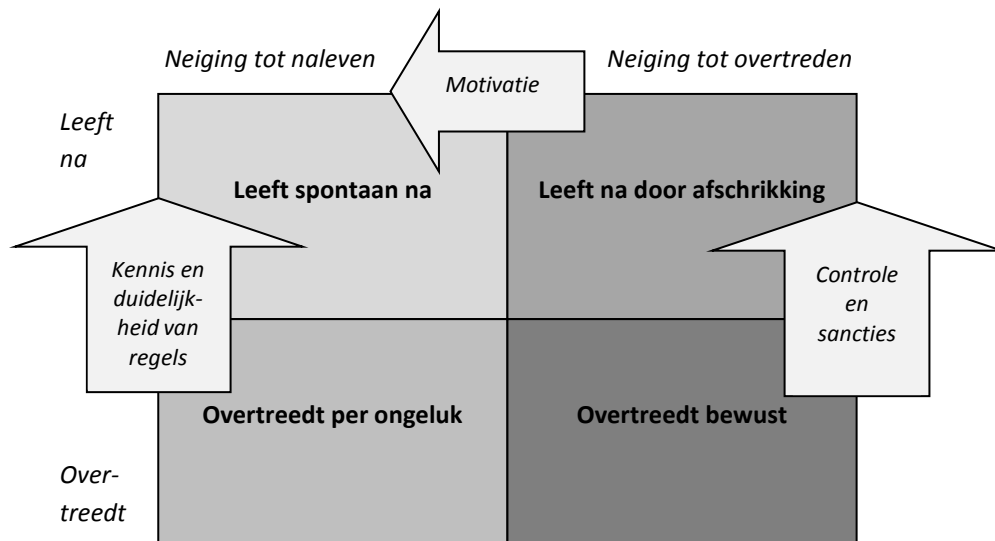 Neiging tot naleven
Motivatie
Neiging tot overtreden
Leeft
na
Leeft spontaan na
Leeft na door afschrikking
Kennis en
duidelijk-
heid van
regels
Controle
en
sancties
Overtreedt per ongeluk
Overtreedt bewust
Over-
treedt